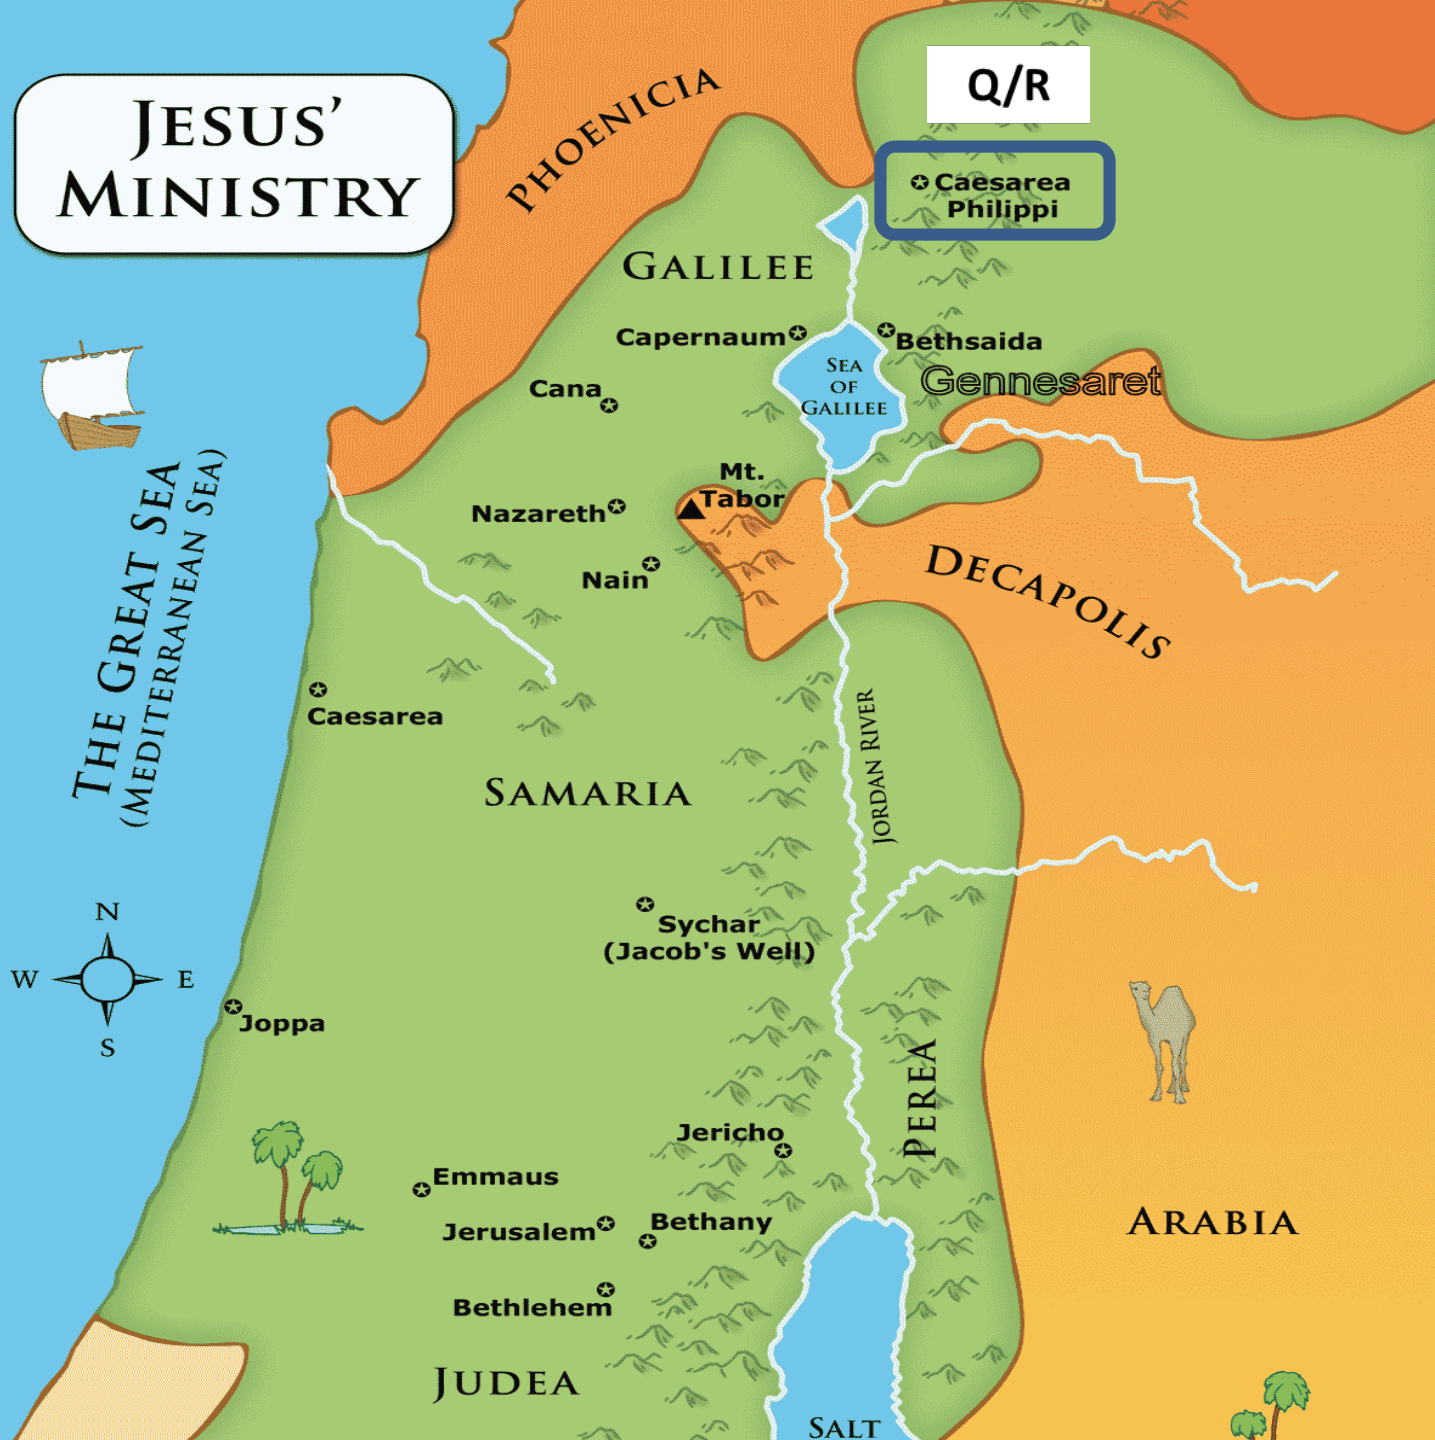 JESUS'
MINISTRY
PHOENICIA
Q/R
Caesarea
Philippi
GALILEE
Capernaum
Bethsaida
SEA
OF
GALILEE
Gennesaret
Cana
Mt.
Tabor
Nazareth
Nain
DECAPOLIS
THE GREAT SEA
(MEDITERRANEAN SEA)
Caesarea
SAMARIA
JORDAN RIVER
Sychar
(Jacob's Well)
N
W E
S
Joppa
PEREA
Jericho
Emmaus
Jerusalem
Bethany
ARABIA
Bethlehem
JUDEA
SALT